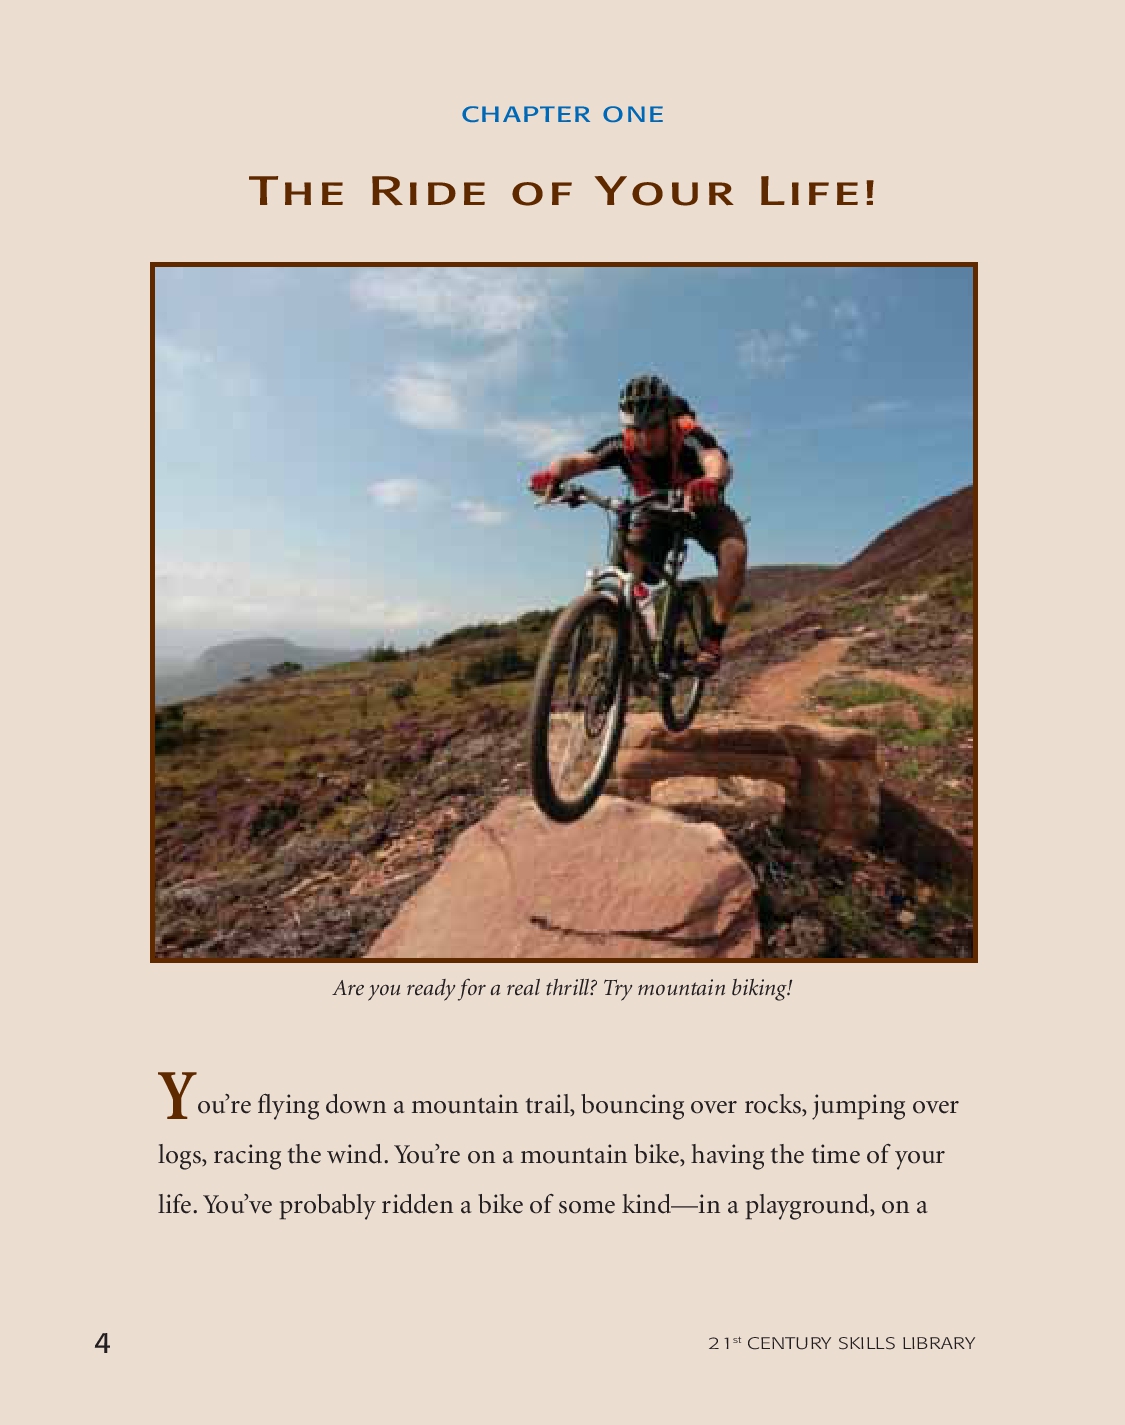 CHAPTER ONE
THE RIDE OF YOUR LIFE!
Are you ready for a real thrill? Try mountain biking!
You’re flying down a mountain trail, bouncing over rocks, jumping over
logs, racing the wind. You’re on a mountain bike, having the time of your
life. You’ve probably ridden a bike of some kind—in a playground, on a
4
21st CENTURY SKILLS LIBRARY